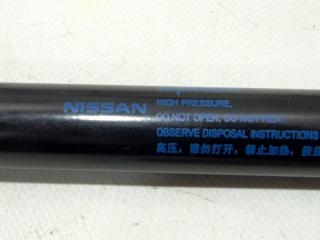 NISSAN
HIGH PRESSURE.
DO NOT OPEN, DO NOT HEAT
OBSERVE DISPOSAL INSTRUCTIONS
高压，请勿打开，禁止加热，